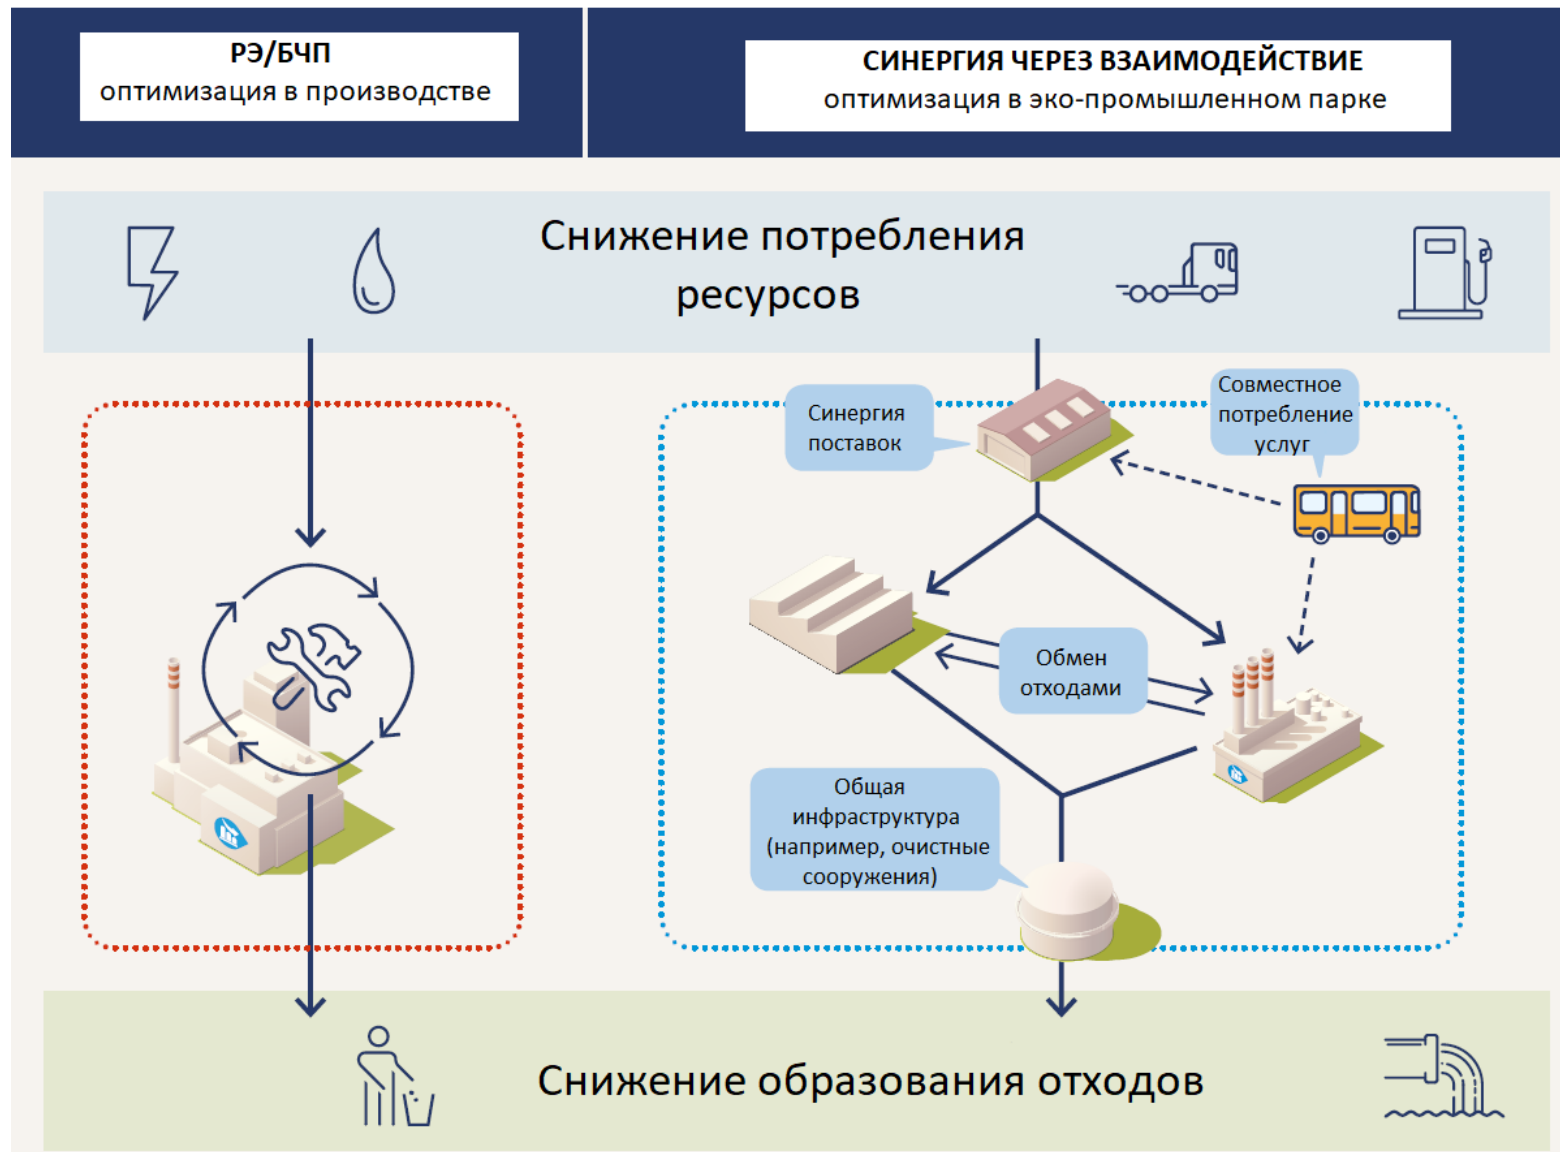 РЭ/БЧП
оптимизация в производстве
СИНЕРГИЯ ЧЕРЕЗ ВЗАИМОДЕЙСТВИЕ
оптимизация в эко-промышленном парке
Снижение потребления
ресурсов
Синергия
поставок
Совместное
потребление
услуг
Обмен
отходами
Общая
инфраструктура
(например, очистные
сооружения)
Снижение образования отходов